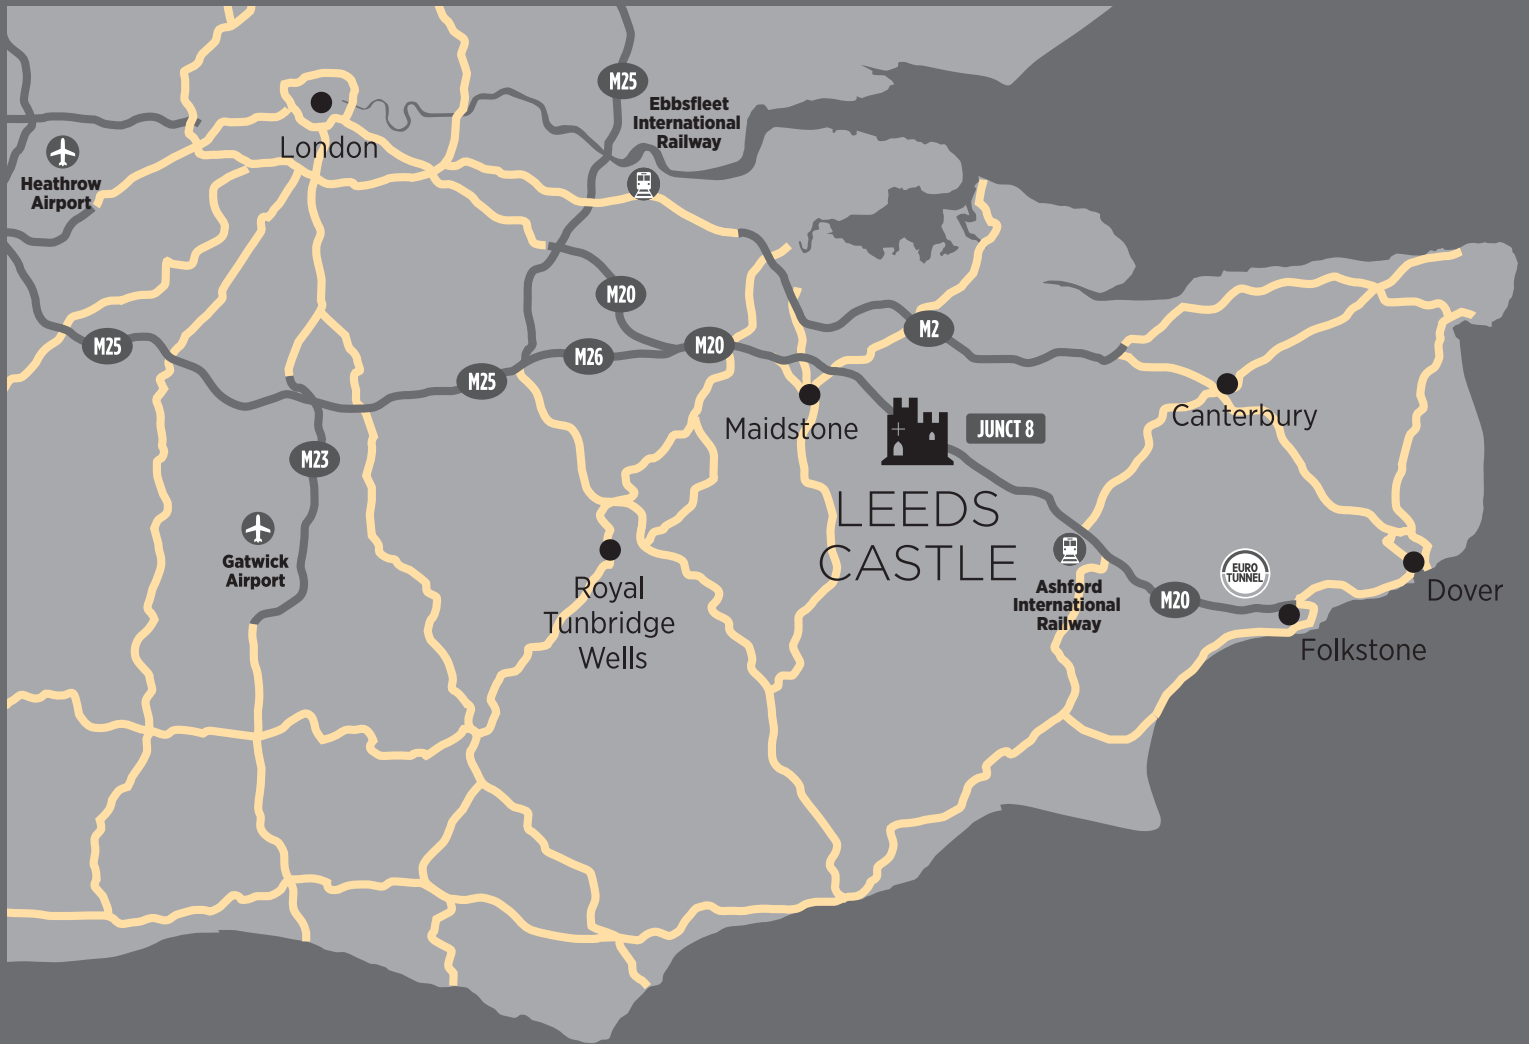 M25
Ebbsfleet
International
Railway
London
Heathrow
Airport
M20
M2
M25
M26
M20
M25
Maidstone
JUNCT 8
Canterbury
M23
LEEDS
CASTLE
Gatwick
Airport
Royal
Tunbridge
Wells
Ashford
International
Railway
M20
EURO
TUNNEL
Dover
Folkstone